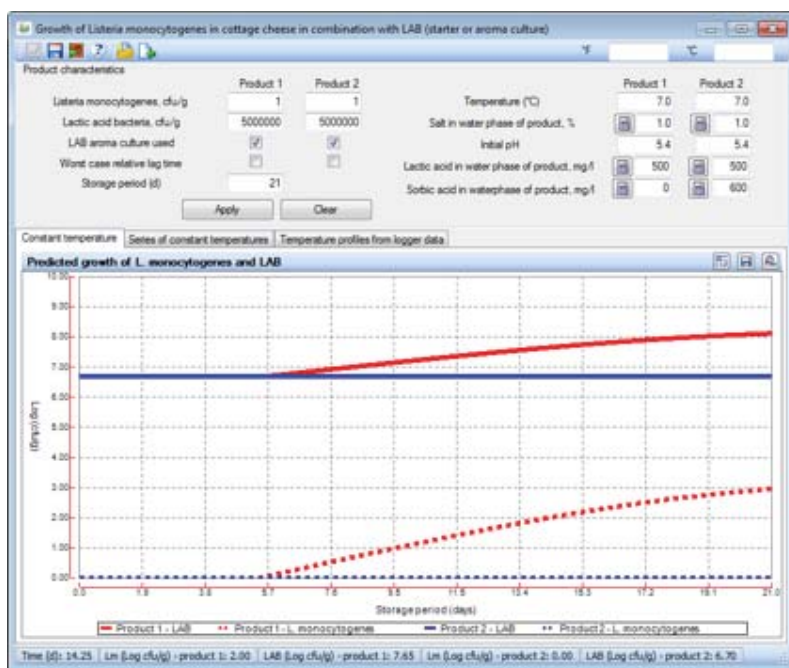 Growth of Listeria monocytogenes in cottage cheese in combination with LAB (starter or aroma culture)
°F °C
Product characteristics
Product 1 Product 2 Product 1 Product 2
Listeria monocytogenes, cfu/g 1 1 Temperature (°C) 7.0 7.0
Lactic acid bacteria, cfu/g 5000000 5000000 Salt in water phase of product, % 1.0 1.0
LAB aroma culture used Initial pH 5.4 5.4
Worst case relative lag time Lactic acid in water phase of product, mg/l 500 500
Storage period (d) 21 Sorbic acid in waterphase of product, mg/l 0 600
Apply Clear
Constant temperature Series of constant temperatures Temperature profiles from logger data
Predicted growth of L. monocytogenes and LAB
10.00
9.00
8.00
7.00
6.00
5.00
4.00
3.00
2.00
1.00
0.00
Log (cfu/g)
0.0 1.9 3.8 5.7 7.6 9.5 11.5 13.4 15.3 17.2 19.1 21.0
Storage period (days)
Product 1 - LAB Product 1 - L. monocytogenes Product 2 - LAB Product 2 - L. monocytogenes
Time (d): 14.25 Lm (Log cfu/g) - product 1: 2.00 LAB (Log cfu/g) - product 1: 7.65 Lm (Log cfu/g) - product 2: 0.00 LAB (Log cfu/g) - product 2: 6.70